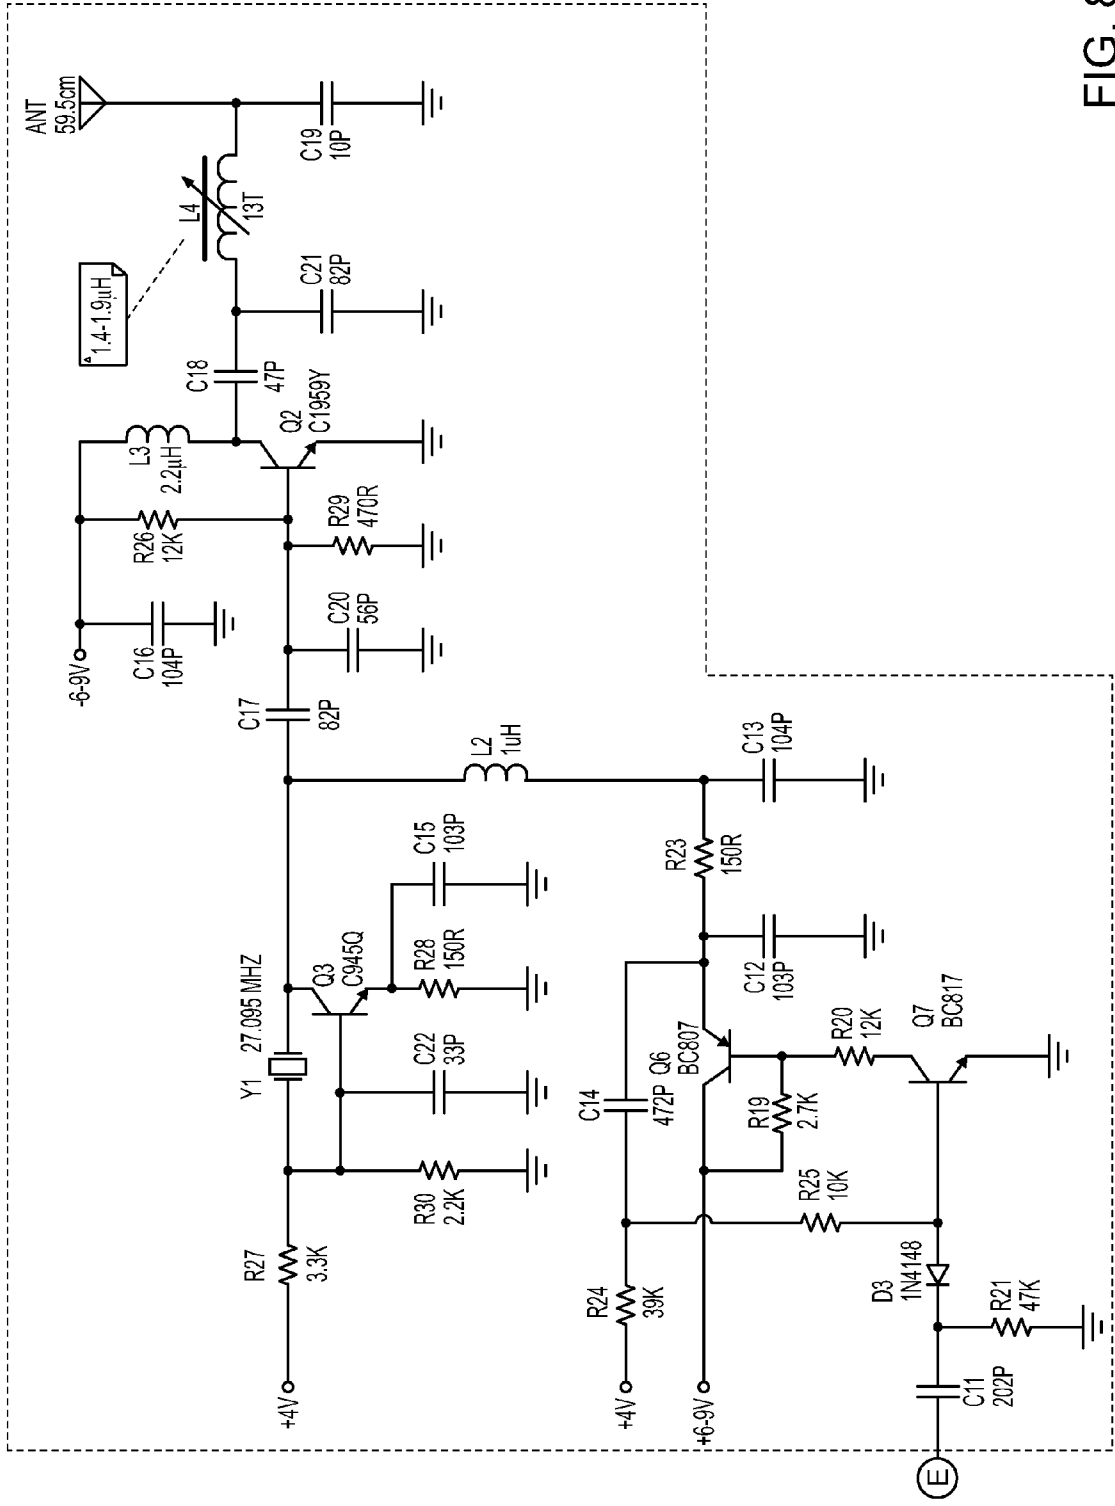 FIG. 8
ANT
59.5cm
L4
13T
1.4-1.9µH
C19
10P
C21
82P
C18
47P
Q2
C1959Y
L3
2.2µH
R26
12K
R29
470R
C20
56P
C16
104P
-6-9V
C17
82P
L2
1uH
C13
104P
R23
150R
C15
103P
Q3
C945Q
R28
150R
Y1 27.095 MHZ
C22
33P
C12
103P
Q6
BC807
R20
12K
Q7
BC817
C14
472P
R19
2.7K
R30
2.2K
R25
10K
R27
3.3K
R24
39K
D3
1N4148
R21
47K
+4V
+4V
+6-9V
C11
202P
E